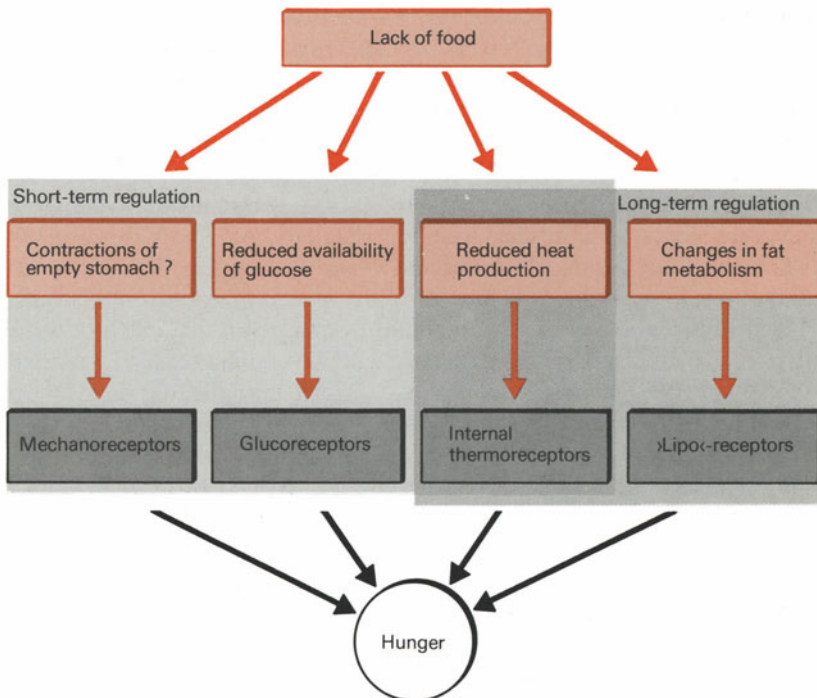 Lack of food
Short-term regulation
Long-term regulation
Contractions of
empty stomach ?
Reduced availability
of glucose
Reduced heat
production
Changes in fat
metabolism
Mechanoreceptors
Glucoreceptors
Internal
thermoreceptors
›Lipo‹-receptors
Hunger